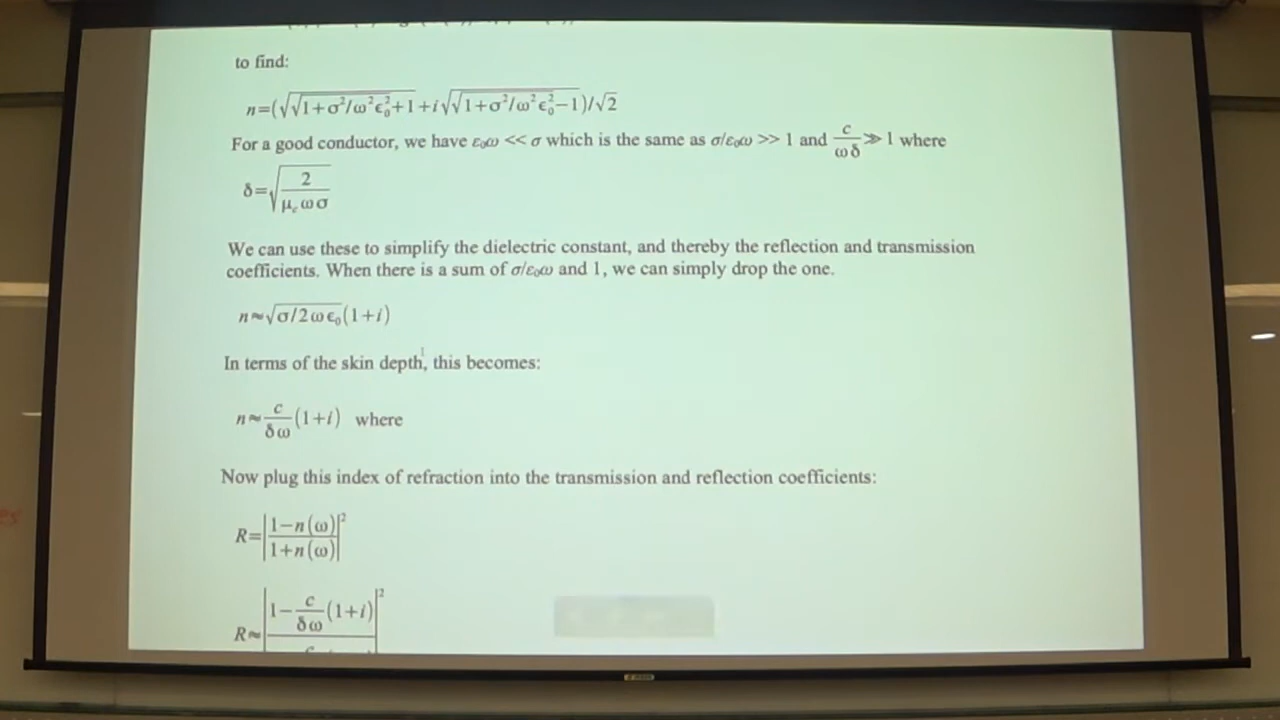 to find:
n=(√√1+σ²/ω²ϵ₀²+1+i√√1+σ²/ω²ϵ₀²−1)/√2
For a good conductor, we have ε₀ω << σ which is the same as σ/ε₀ω >> 1 and c/ωδ ≫ 1 where
δ=√2/μ꜀ωσ
We can use these to simplify the dielectric constant, and thereby the reflection and transmission
coefficients. When there is a sum of σ/ε₀ω and 1, we can simply drop the one.
n≈√σ/2ωϵ₀(1+i)
In terms of the skin depth, this becomes:
n≈c/δω(1+i) where
Now plug this index of refraction into the transmission and reflection coefficients:
R=|1−n(ω)/1+n(ω)|²
R≈|1−c/δω(1+i)|²